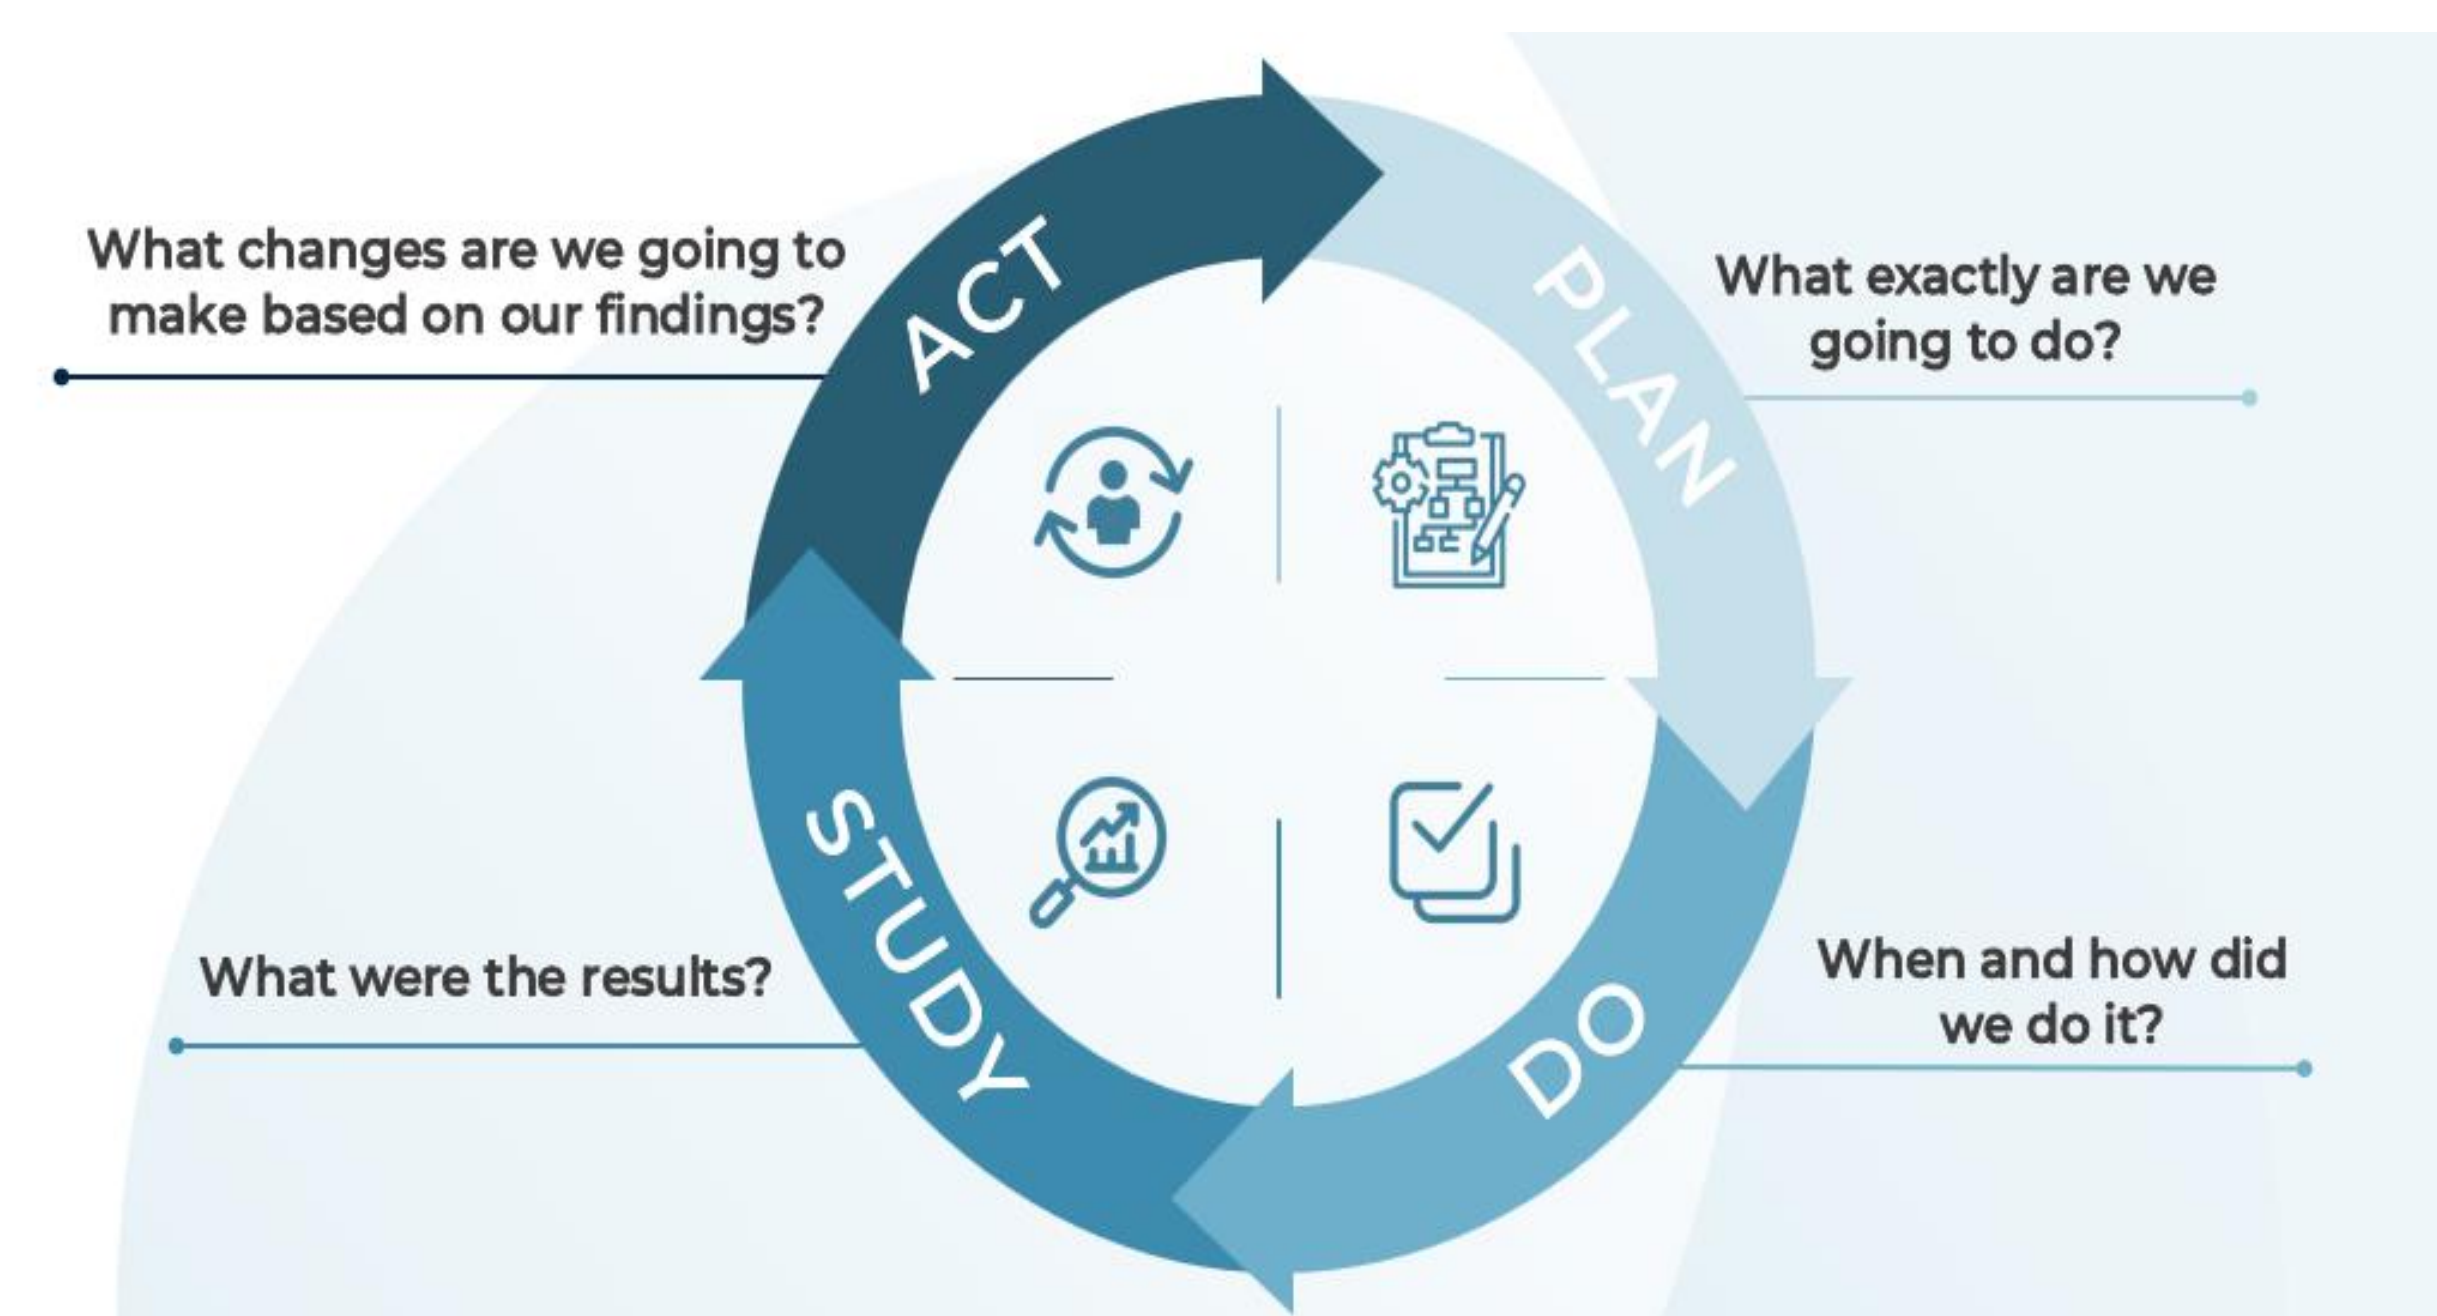 ACT
What changes are we going to
make based on our findings?
PLAN
What exactly are we
going to do?
DO
When and how did
we do it?
STUDY
What were the results?